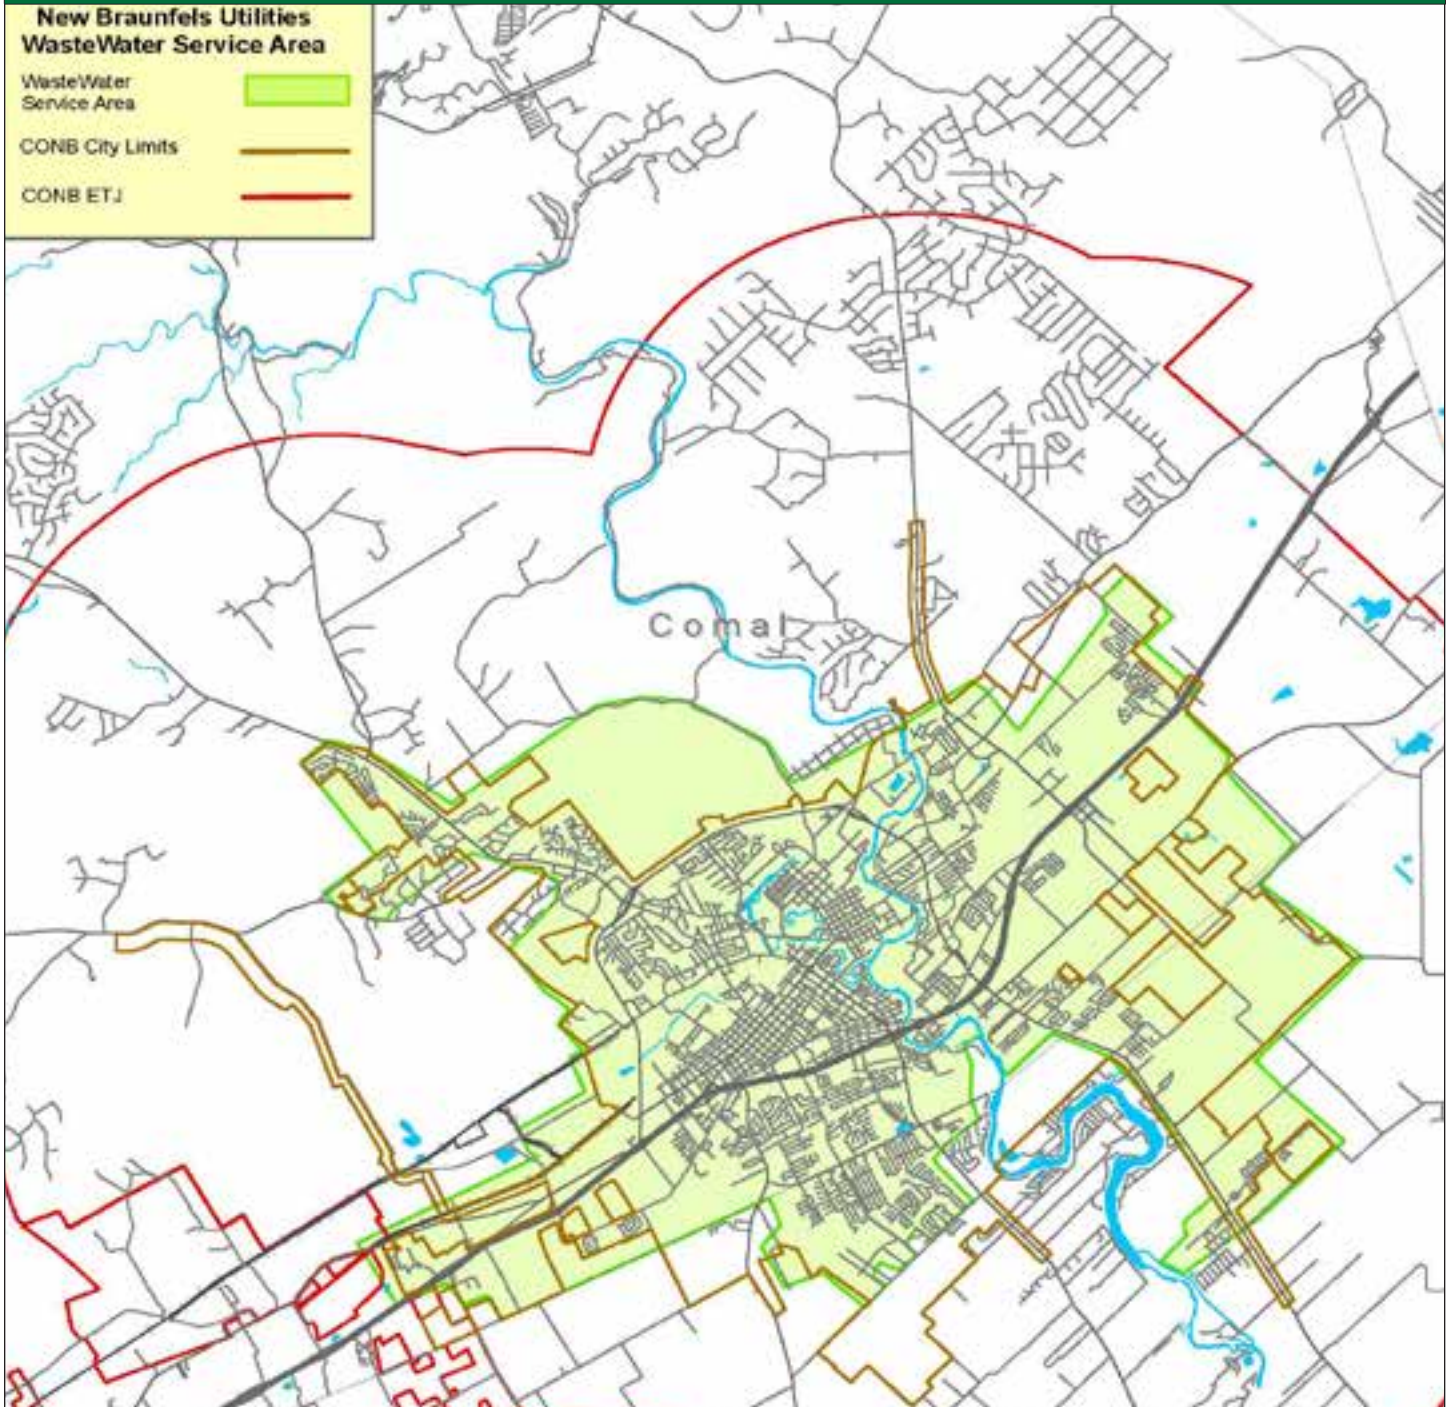 New Braunfels Utilities
WasteWater Service Area
WasteWater
Service Area
CONB City Limits
CONB ETJ
Comal